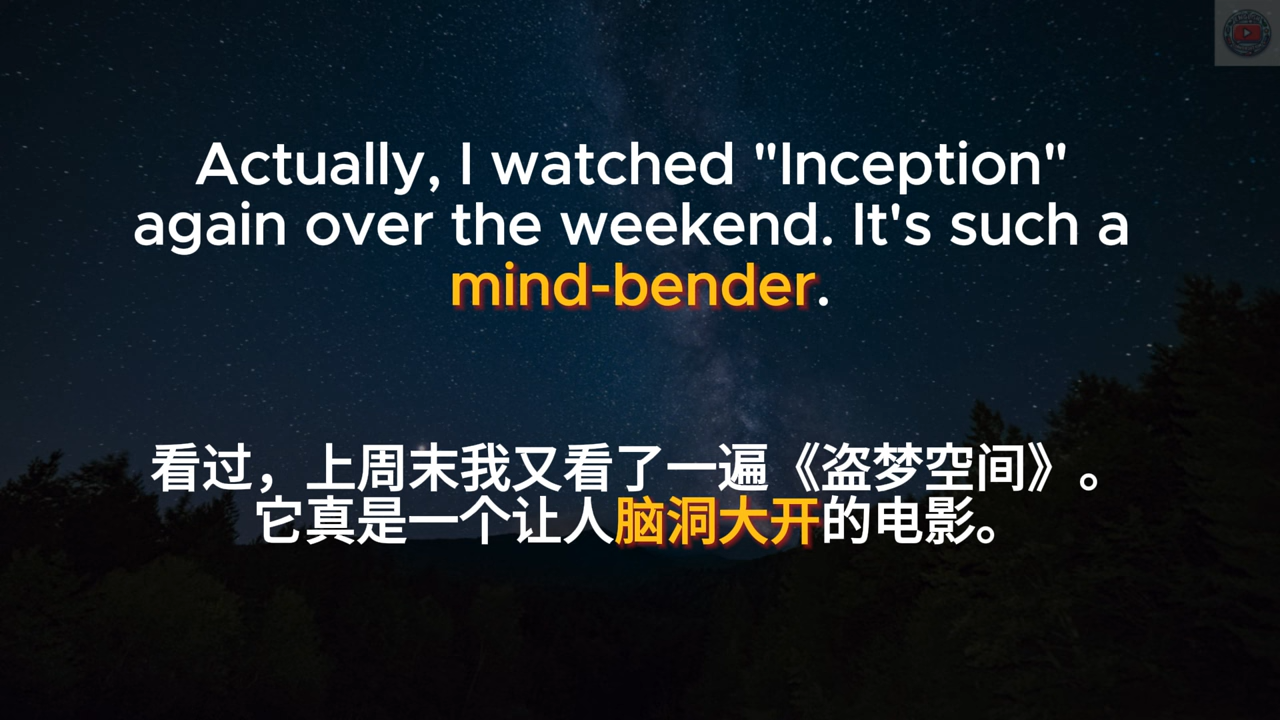 Actually, I watched "Inception"
again over the weekend. It's such a
mind-bender.
看过，上周末我又看了一遍《盗梦空间》。
它真是一个让人脑洞大开的电影。